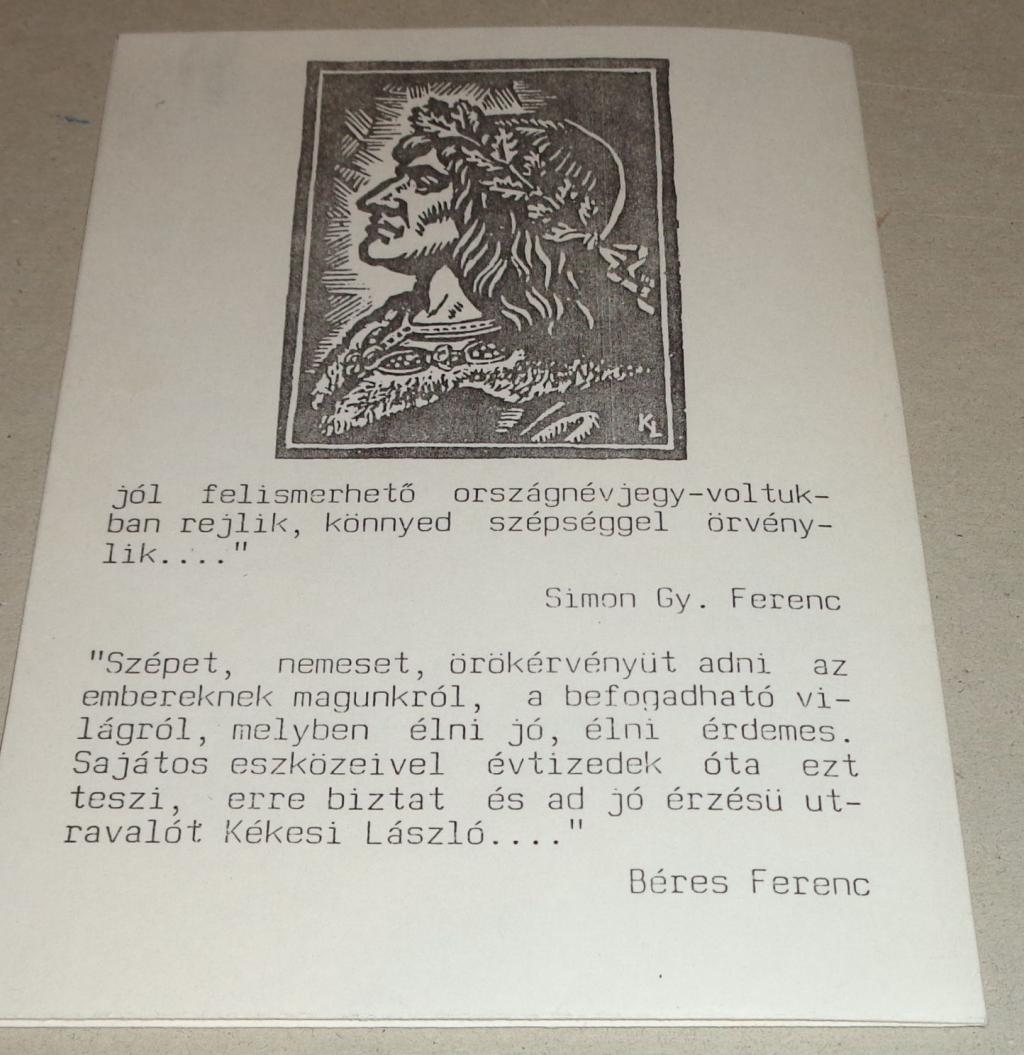 KL
jól felismerhető országnévjegy-voltuk-
ban rejlik, könnyed szépséggel örvény-
lik...."
Simon Gy. Ferenc
"Szépet, nemeset, örökérvényüt adni az
embereknek magunkról, a befogadható vi-
lágról, melyben élni jó, élni érdemes.
Sajátos eszközeivel évtizedek óta ezt
teszi, erre biztat és ad jó érzésü ut-
ravalót Kékesi László...."
Béres Ferenc